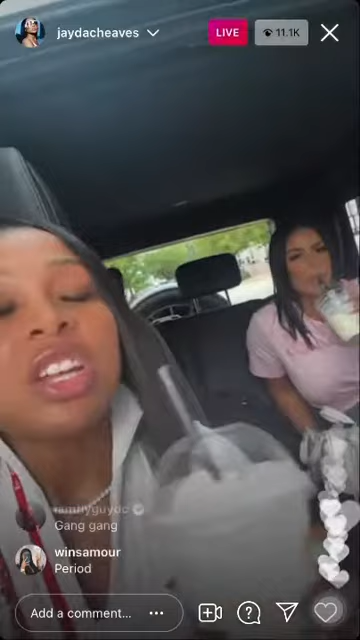 jaydacheaves
LIVE
11.1K
Gang gang
winsamour
Period
Add a comment...